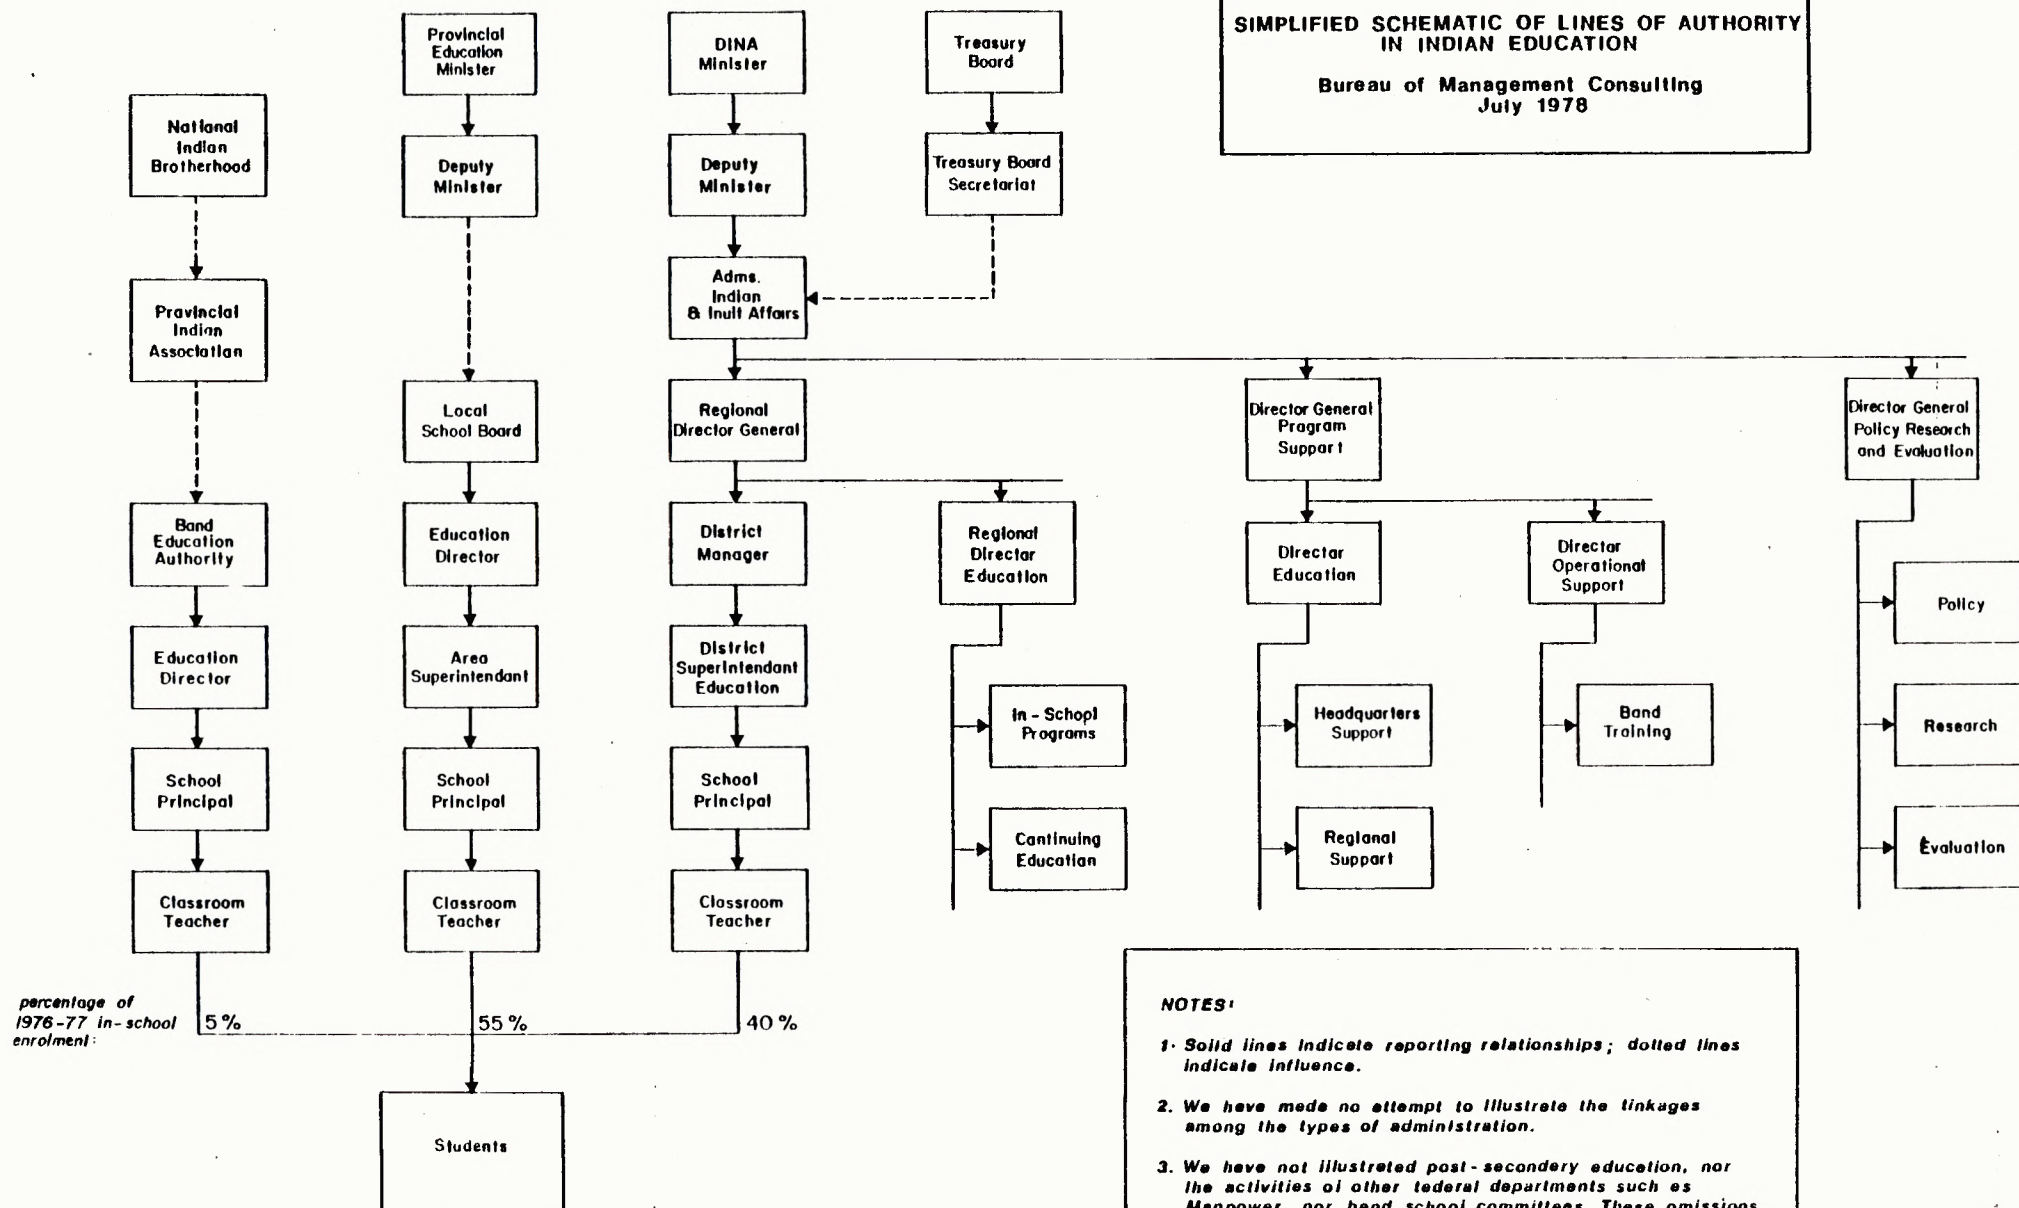 SIMPLIFIED SCHEMATIC OF LINES OF AUTHORITY
IN INDIAN EDUCATION
Bureau of Management Consulting
July 1978
National
Indian
Brotherhood
Provincial
Indian
Association
Band
Education
Authority
Education
Director
School
Principal
Classroom
Teacher
Provincial
Education
Minister
Deputy
Minister
Local
School Board
Education
Director
Area
Superintendant
School
Principal
Classroom
Teacher
DINA
Minister
Deputy
Minister
Adms.
Indian
& Inuit Affairs
Regional
Director General
District
Manager
District
Superintendant
Education
School
Principal
Classroom
Teacher
Treasury
Board
Treasury Board
Secretariat
Regional
Director
Education
In - School
Programs
Continuing
Education
Director General
Program
Support
Director
Education
Headquarters
Support
Regional
Support
Director
Operational
Support
Band
Training
Director General
Policy Research
and Evaluation
Policy
Research
Evaluation
percentage of
1976-77 in-school
enrolment:
5%
55%
40%
Students
NOTES:
1. Solid lines indicate reporting relationships; dotted lines
indicate influence.
2. We have made no attempt to illustrate the linkages
among the types of administration.
3. We have not illustrated post-secondary education, nor
the activities of other federal departments such as
Manpower, nor band school committees. These omissions